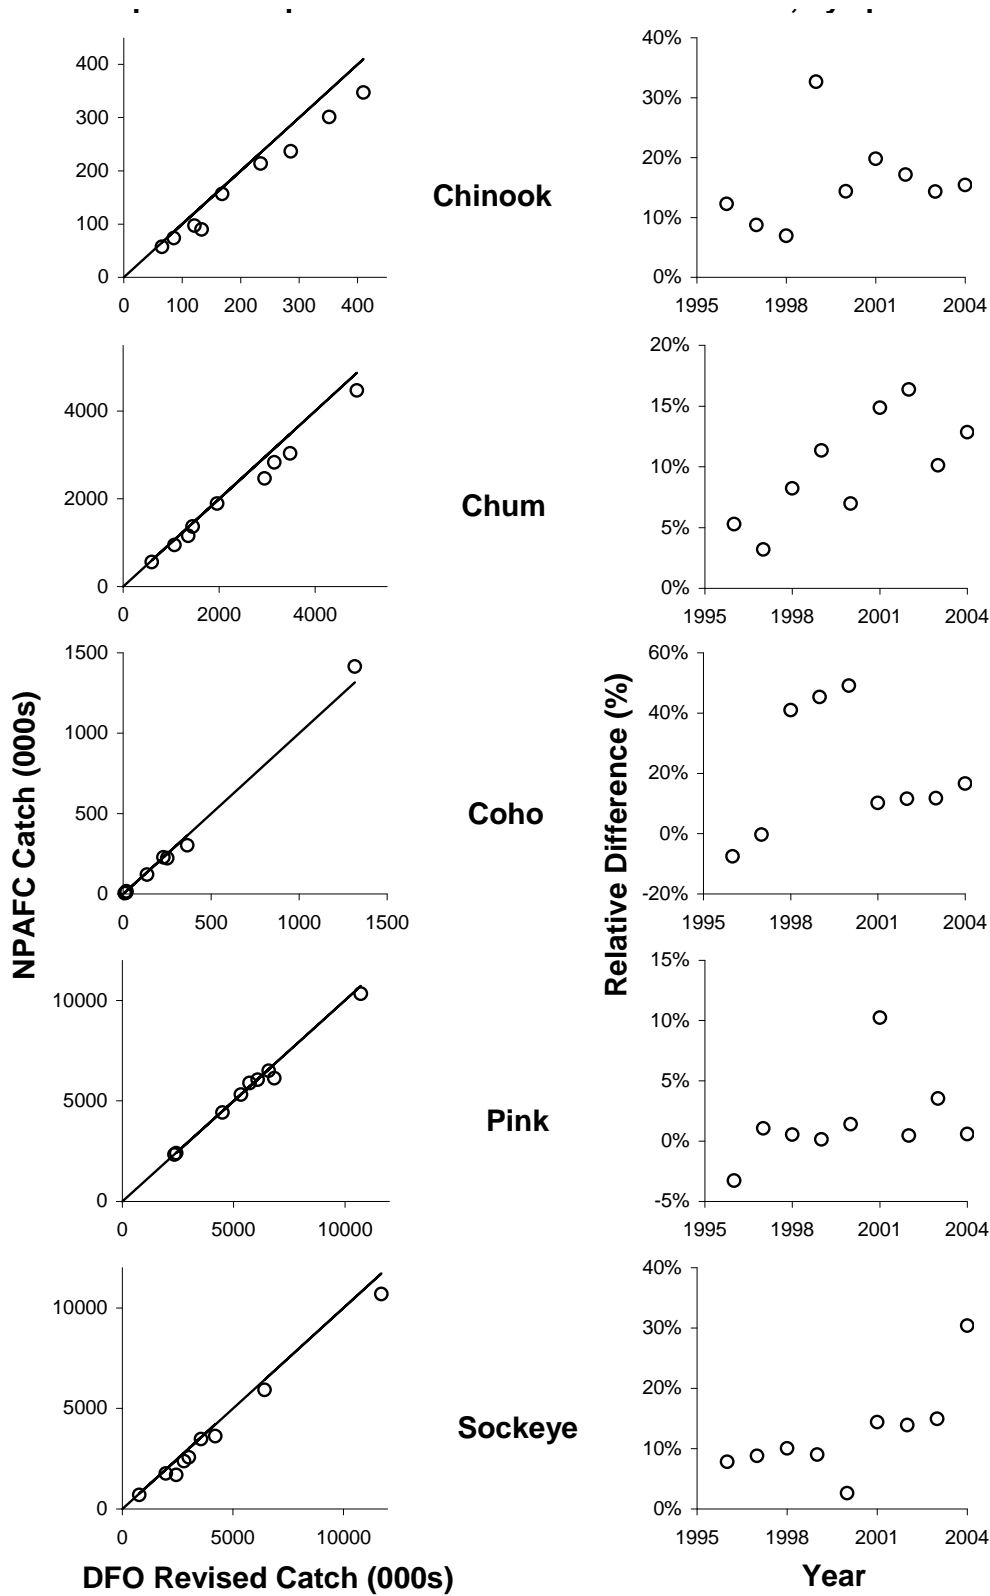 400
300
200
100
0
0 100 200 300 400
Chinook
40%
30%
20%
10%
0%
1995 1998 2001 2004
4000
2000
0
0 2000 4000
Chum
20%
15%
10%
5%
0%
1995 1998 2001 2004
NPAFC Catch (000s)
1500
1000
500
0
0 500 1000 1500
Coho
Relative Difference (%)
60%
40%
20%
0%
-20%
1995 1998 2001 2004
10000
5000
0
0 5000 10000
Pink
15%
10%
5%
0%
-5%
1995 1998 2001 2004
10000
5000
0
0 5000 10000
Sockeye
40%
30%
20%
10%
0%
1995 1998 2001 2004
DFO Revised Catch (000s)
Year